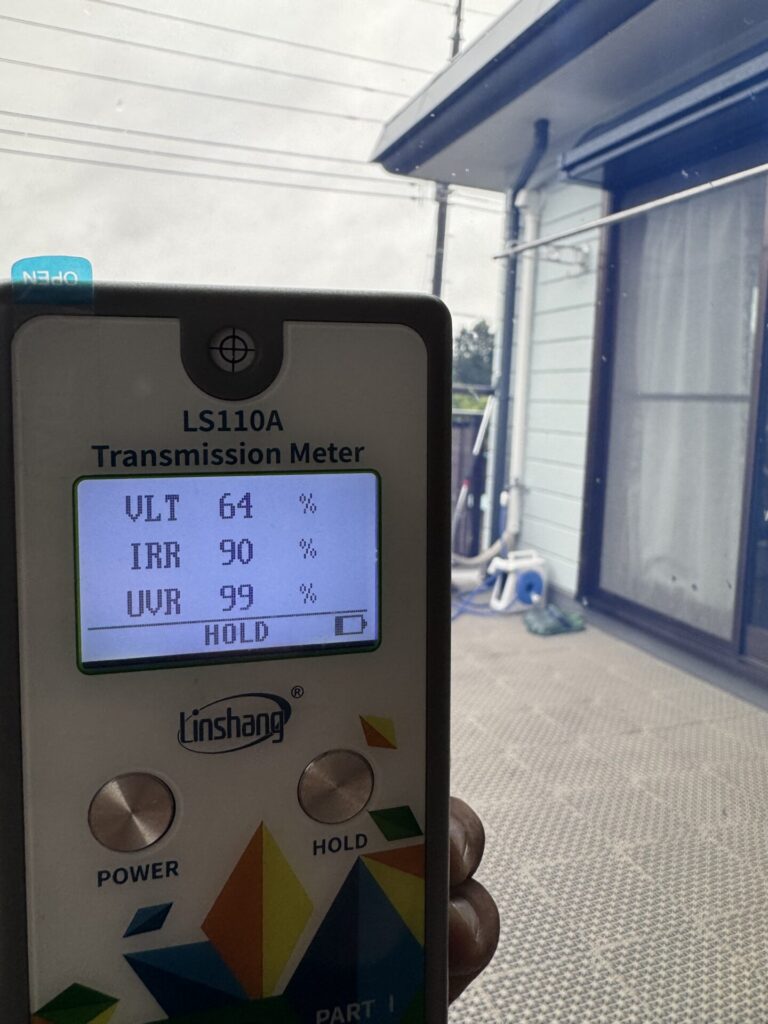 OPEN
LS110A
Transmission Meter
VLT 64 %
IRR 90 %
UVR 99 %
HOLD
Linshang®
POWER
HOLD
PART I